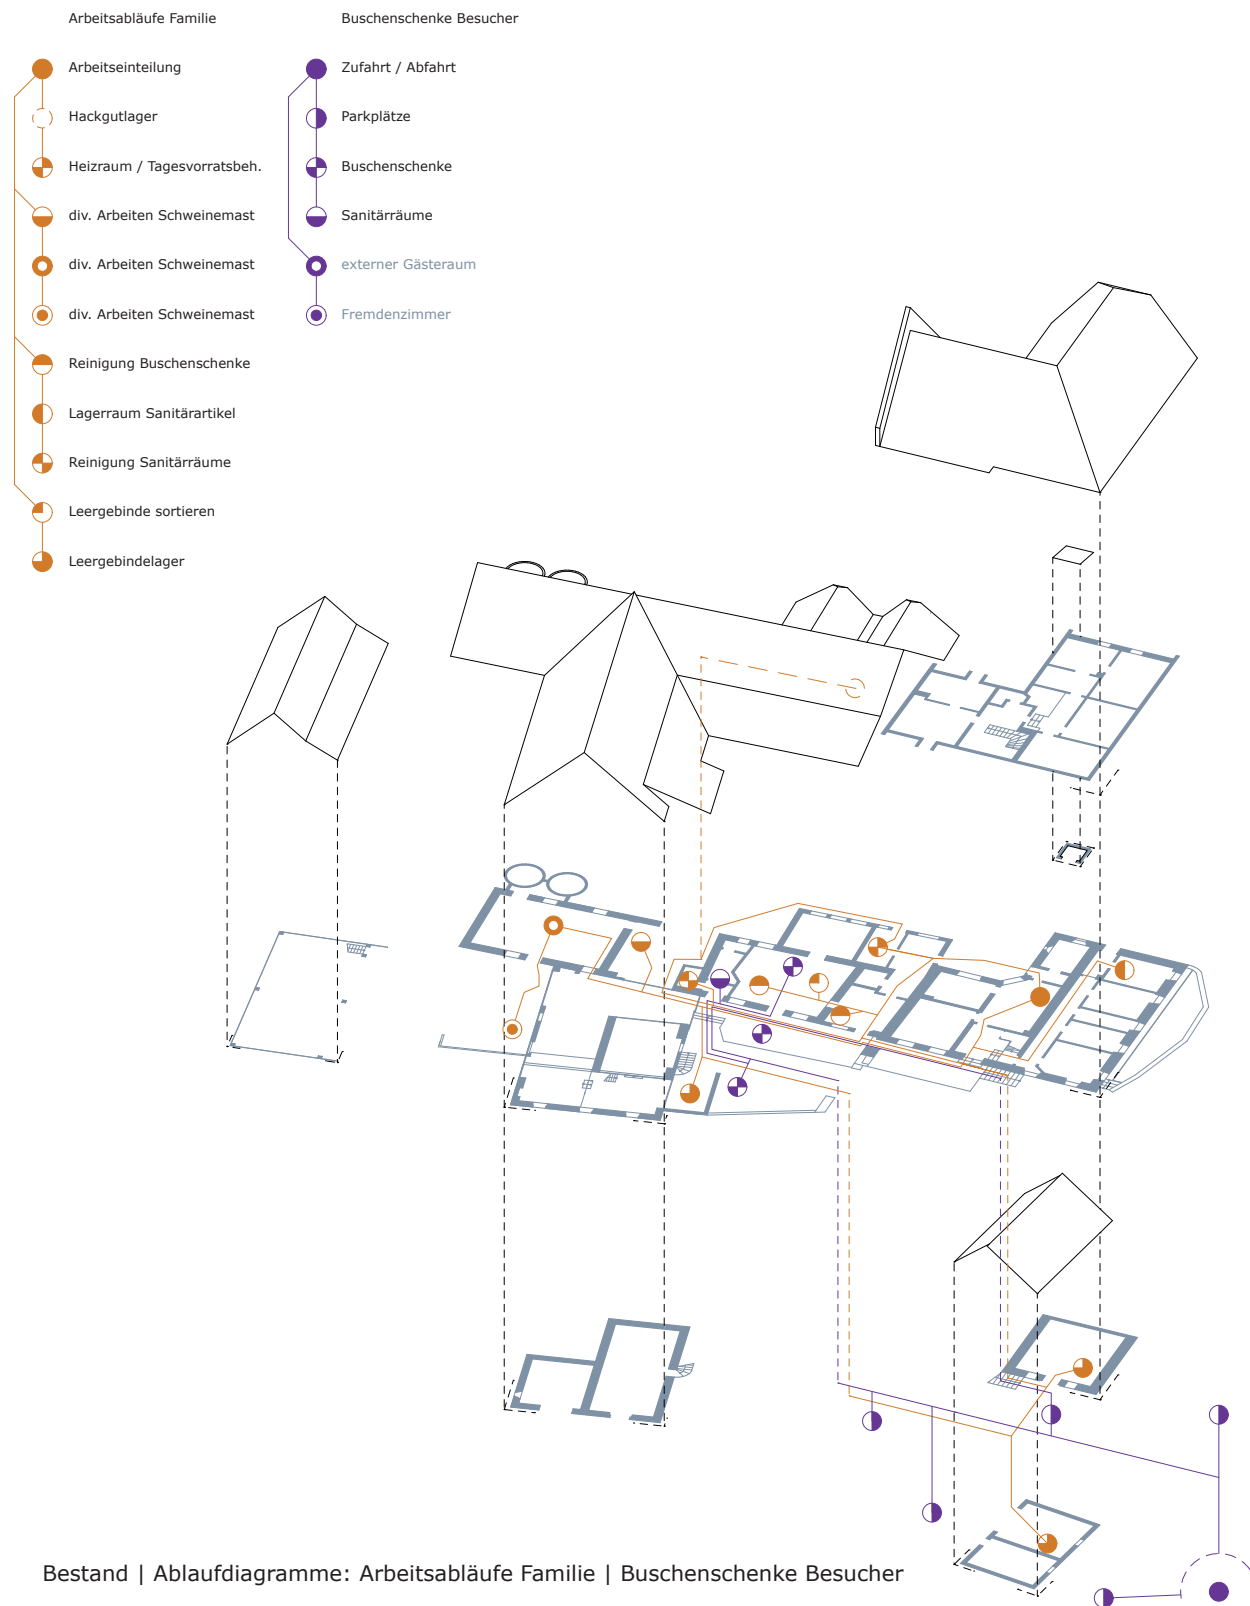 Arbeitsabläufe Familie
Arbeitseinteilung
Hackgutlager
Heizraum / Tagesvorratsbeh.
div. Arbeiten Schweinemast
div. Arbeiten Schweinemast
div. Arbeiten Schweinemast
Reinigung Buschenschenke
Lagerraum Sanitärartikel
Reinigung Sanitärräume
Leergebinde sortieren
Leergebindelager
Buschenschenke Besucher
Zufahrt / Abfahrt
Parkplätze
Buschenschenke
Sanitärräume
externer Gästeraum
Fremdenzimmer
Bestand | Ablaufdiagramme: Arbeitsabläufe Familie | Buschenschenke Besucher